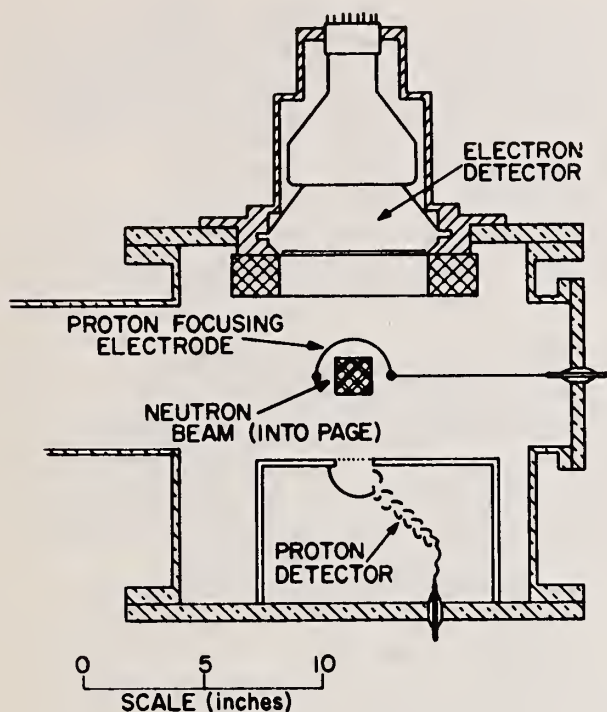 ELECTRON
DETECTOR
PROTON FOCUSING
ELECTRODE
NEUTRON
BEAM (INTO PAGE)
PROTON
DETECTOR
0 5 10
SCALE (inches)